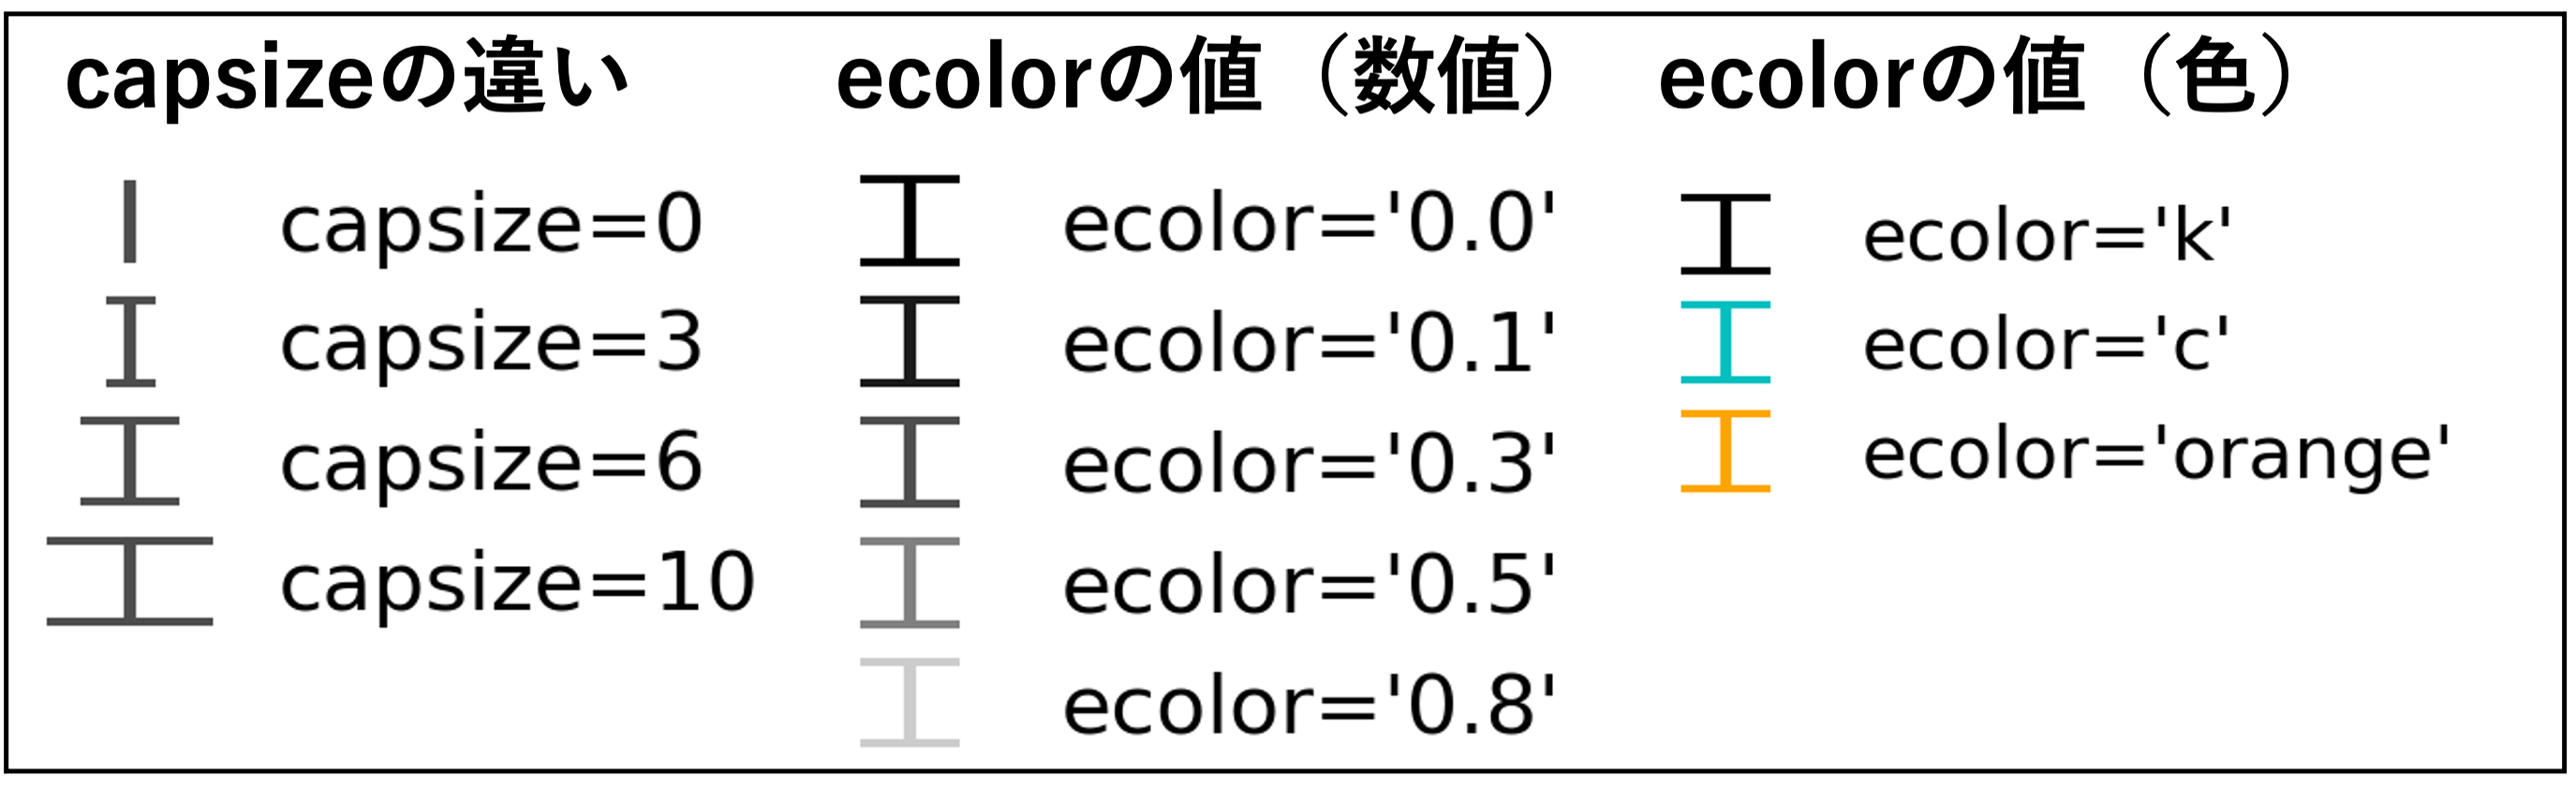 capsizeの違い
capsize=0
capsize=3
capsize=6
capsize=10
ecolorの値（数値）
ecolor='0.0'
ecolor='0.1'
ecolor='0.3'
ecolor='0.5'
ecolor='0.8'
ecolorの値（色）
ecolor='k'
ecolor='c'
ecolor='orange'